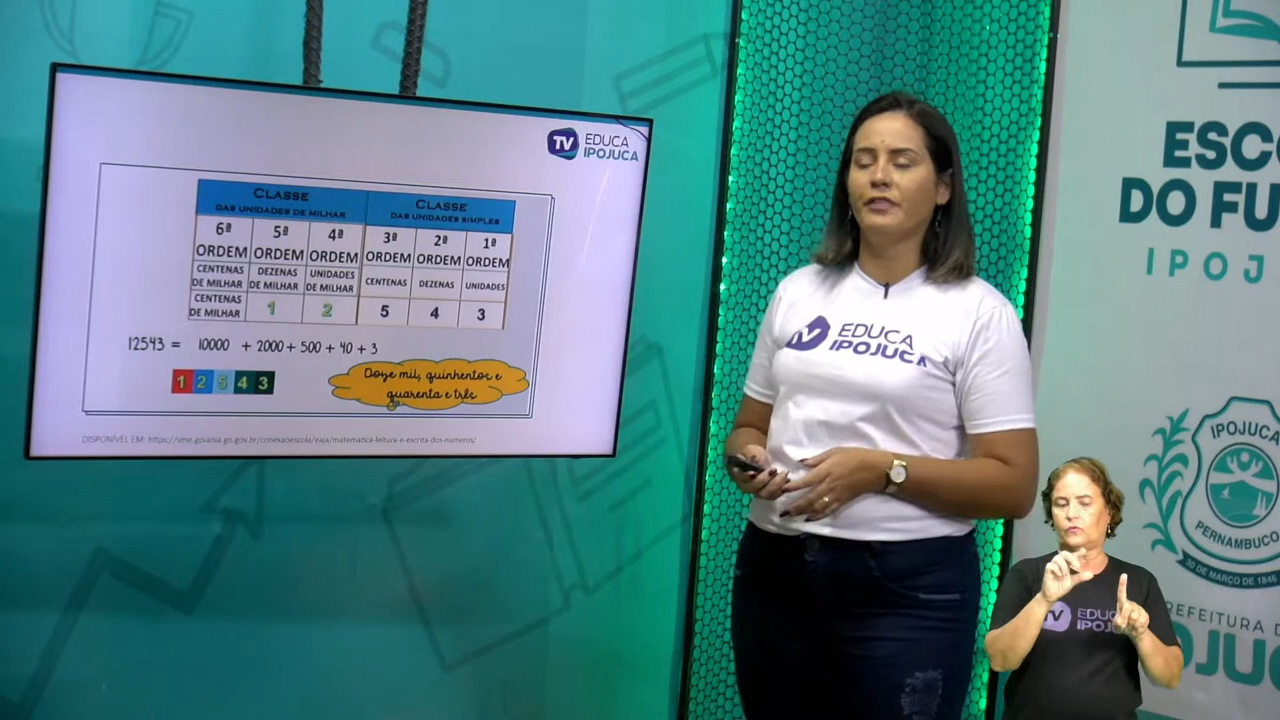 TV EDUCA
IPOJUCA
CLASSE
DAS UNIDADES DE MILHAR
CLASSE
DAS UNIDADES SIMPLES
6ª ORDEM
5ª ORDEM
4ª ORDEM
3ª ORDEM
2ª ORDEM
1ª ORDEM
CENTENAS DE MILHAR
DEZENAS DE MILHAR
UNIDADES DE MILHAR
CENTENAS
DEZENAS
UNIDADES
CENTENAS DE MILHAR
1
2
5
4
3
12543 = 10000 + 2000 + 500 + 40 + 3
1 2 5 4 3
Doze mil, quinhentos e
quarenta e três
DISPONÍVEL EM: https://sme.goiania.go.gov.br/conexaoescola/eaja/matematica-leitura-e-escrita-dos-numeros/
TV EDUCA
IPOJUCA
ESCO
DO FU
IPOJ
IPOJUCA
PERNAMBUCO
30 DE MARÇO DE 1846
REFEITURA D
OJUC
TV EDUC
IPOJU